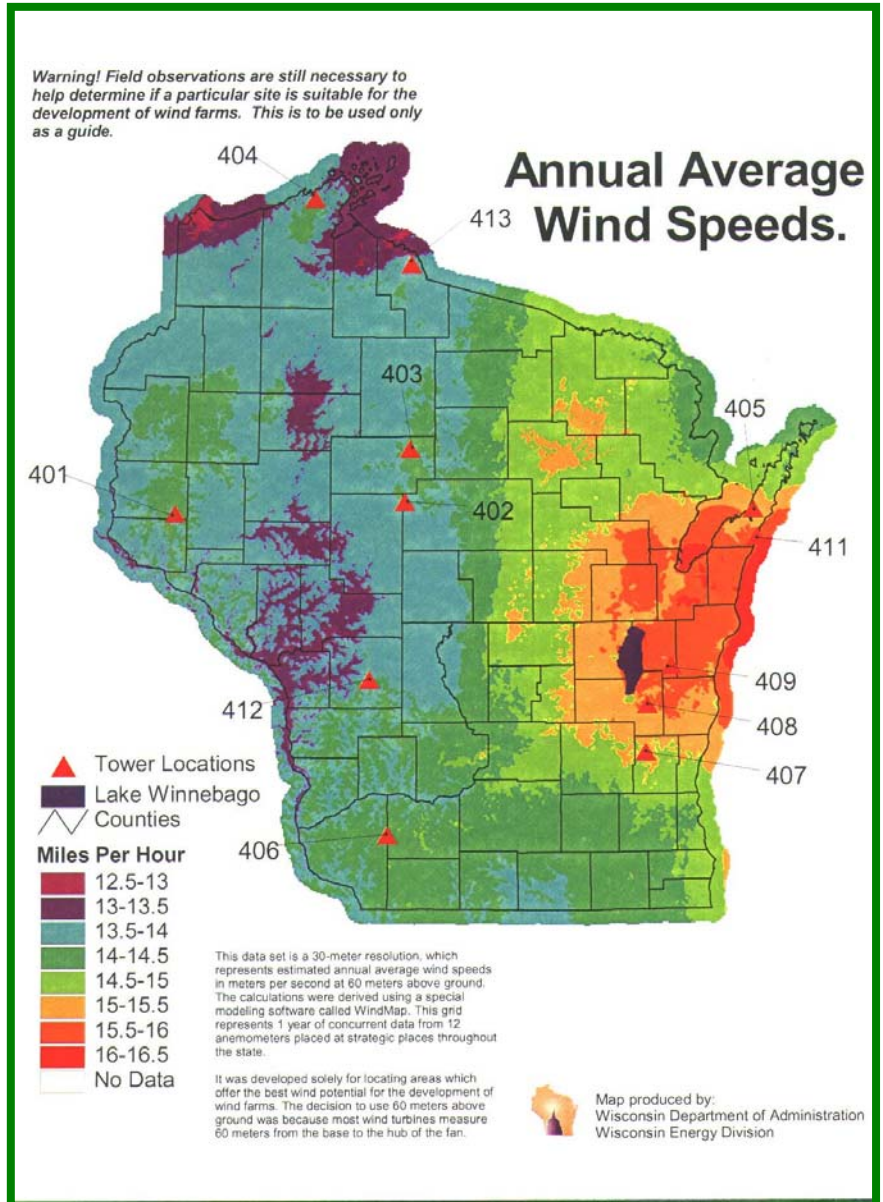 Warning! Field observations are still necessary to
help determine if a particular site is suitable for the
development of wind farms. This is to be used only
as a guide.
Annual Average
Wind Speeds.
404
413
403
405
401
402
411
409
412
408
407
406
Tower Locations
Lake Winnebago
Counties
Miles Per Hour
12.5-13
13-13.5
13.5-14
14-14.5
14.5-15
15-15.5
15.5-16
16-16.5
No Data
This data set is a 30-meter resolution, which
represents estimated annual average wind speeds
in meters per second at 60 meters above ground.
The calculations were derived using a special
modeling software called WindMap. This grid
represents 1 year of concurrent data from 12
anemometers placed at strategic places throughout
the state.
It was developed solely for locating areas which
offer the best wind potential for the development of
wind farms. The decision to use 60 meters above
ground was because most wind turbines measure
60 meters from the base to the hub of the fan.
Map produced by:
Wisconsin Department of Administration
Wisconsin Energy Division